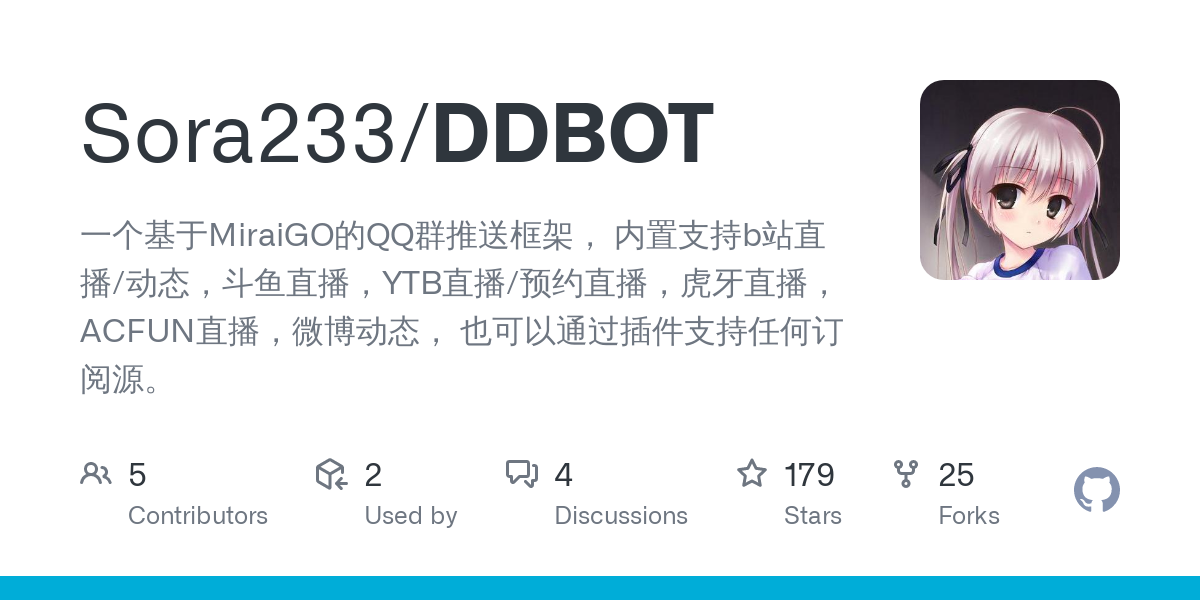 Sora233/DDBOT
一个基于MiraiGO的QQ群推送框架， 内置支持b站直
播/动态，斗鱼直播，YTB直播/预约直播，虎牙直播，
ACFUN直播，微博动态， 也可以通过插件支持任何订
阅源。
5 2 4 179 25
Contributors Used by Discussions Stars Forks